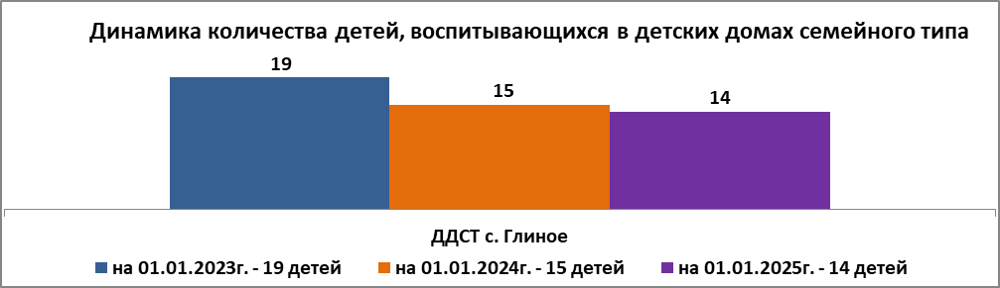 Динамика количества детей, воспитывающихся в детских домах семейного типа
19
15
14
ДДСТ с. Глиное
на 01.01.2023г. - 19 детей
на 01.01.2024г. - 15 детей
на 01.01.2025г. - 14 детей